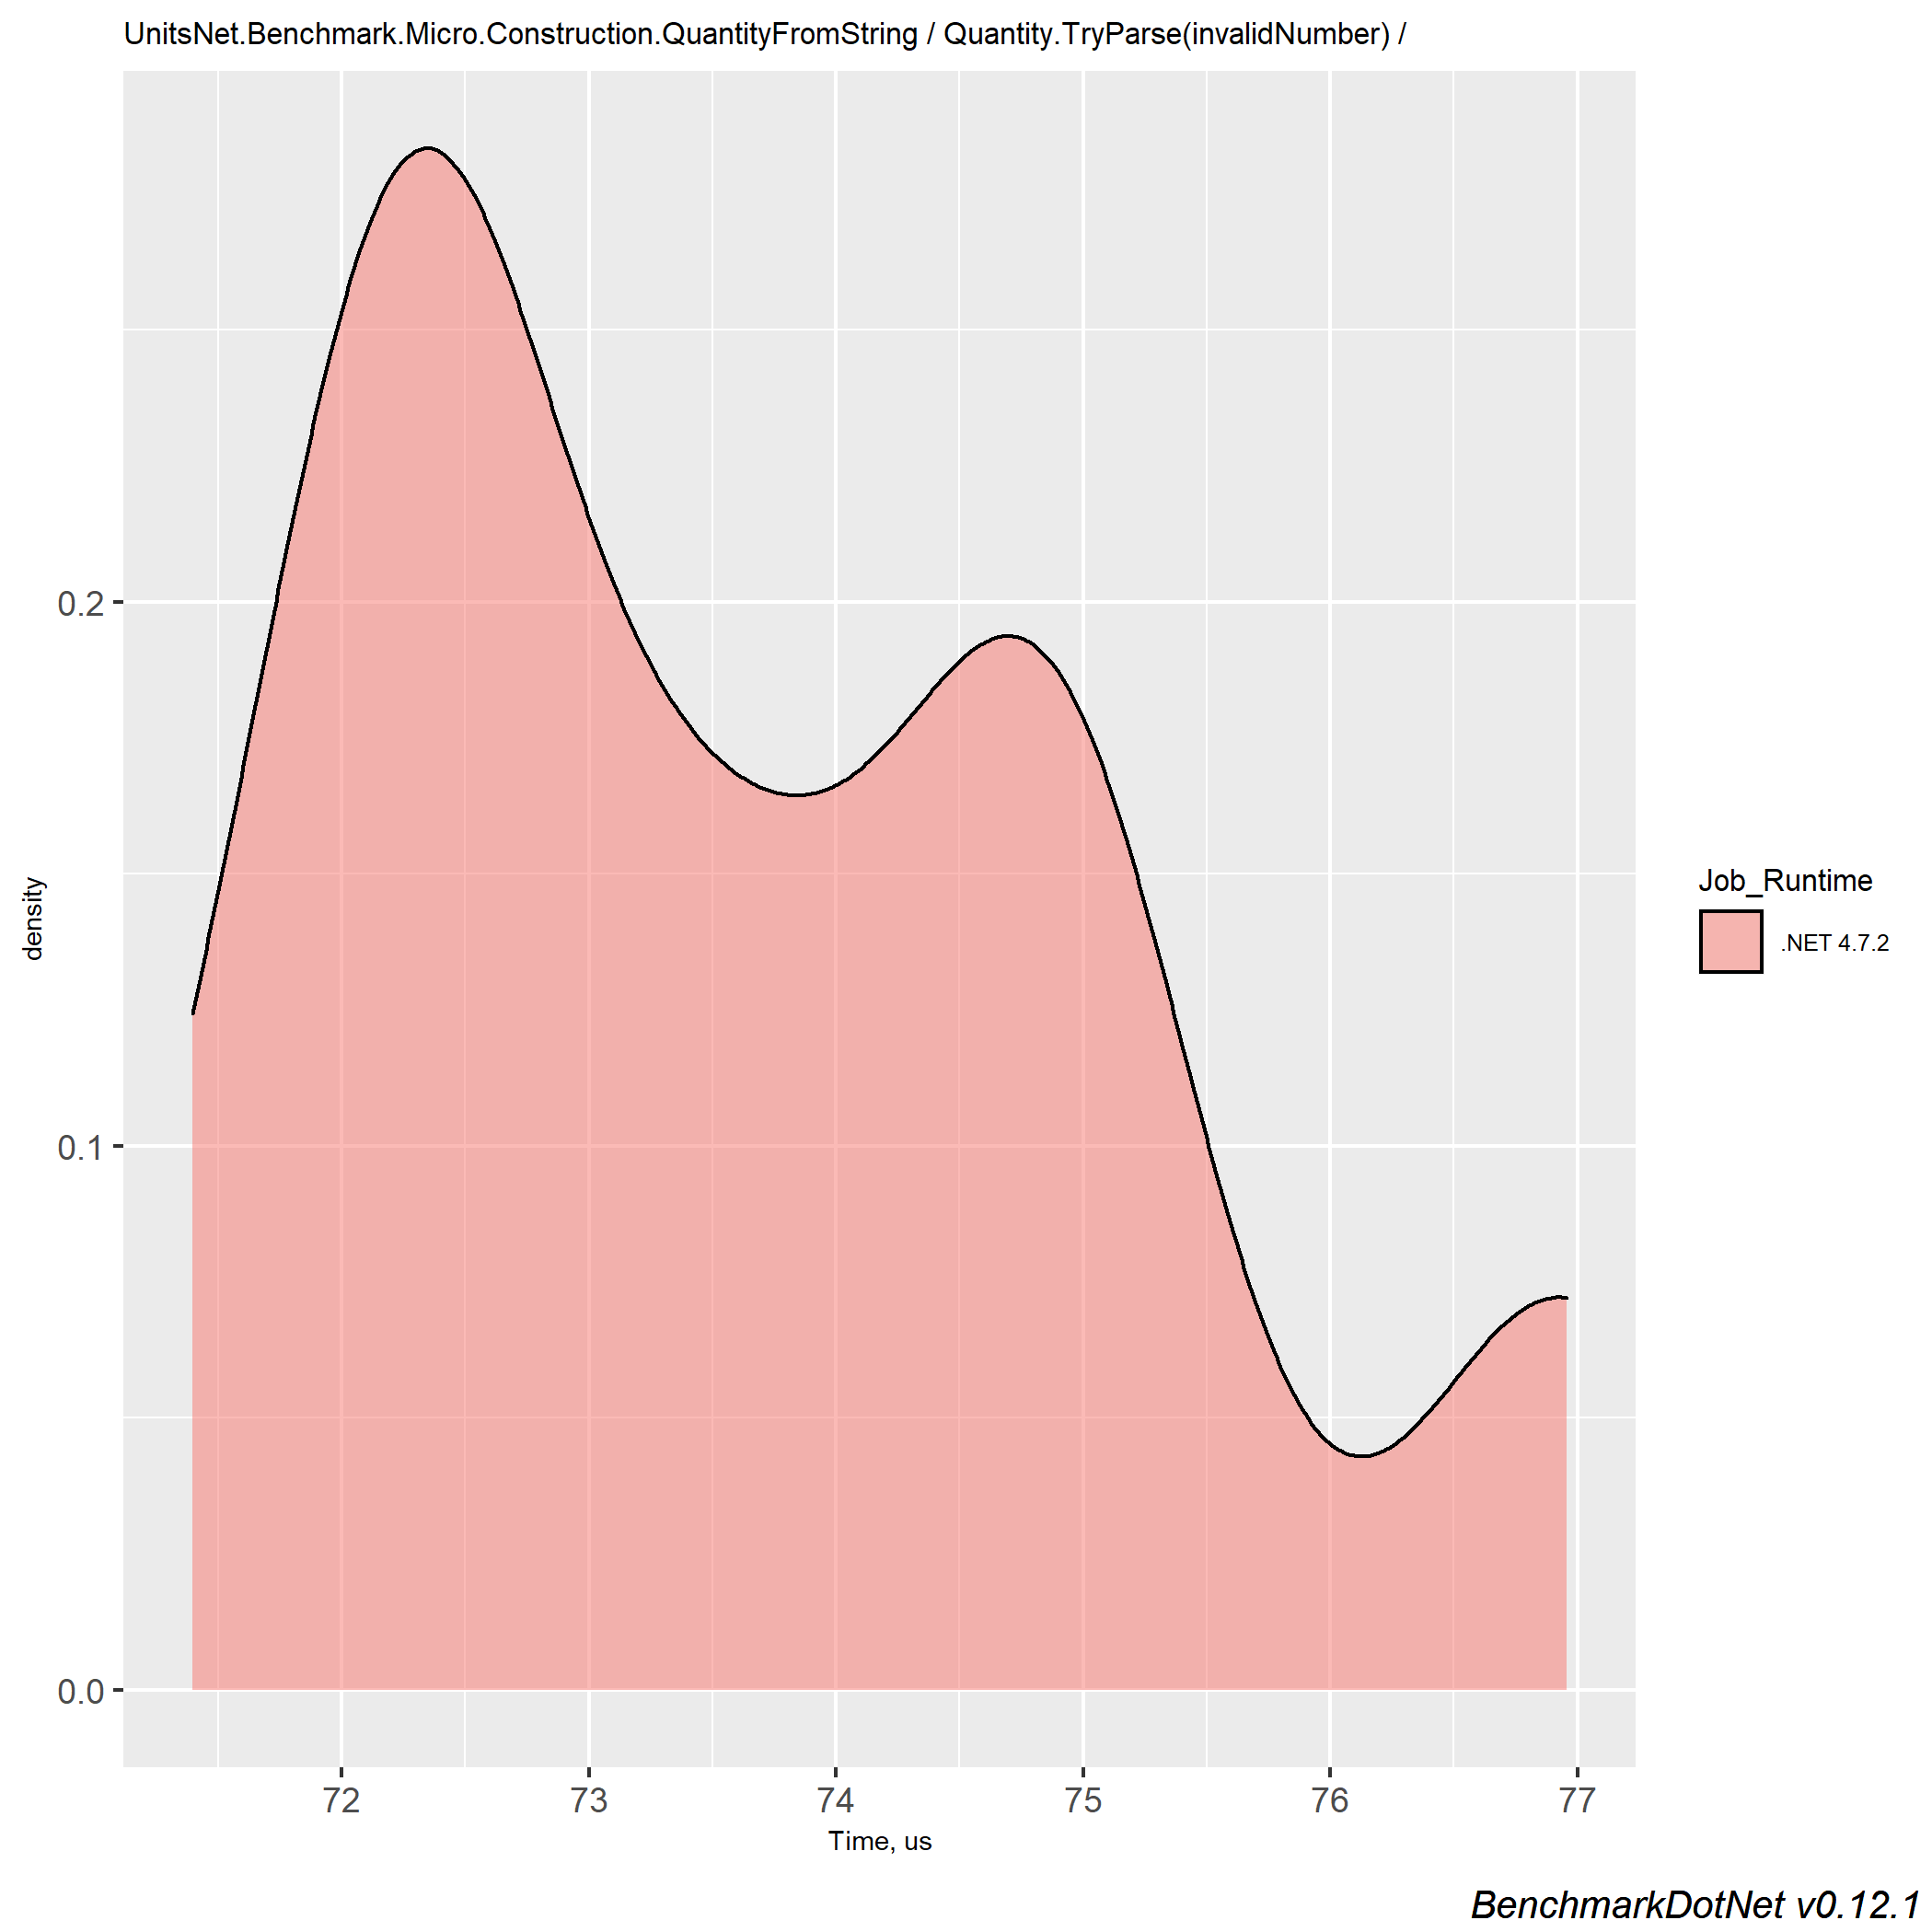 UnitsNet.Benchmark.Micro.Construction.QuantityFromString / Quantity.TryParse(invalidNumber) /
0.2
0.1
0.0
density
72 73 74 75 76 77
Time, us
Job_Runtime
.NET 4.7.2
BenchmarkDotNet v0.12.1